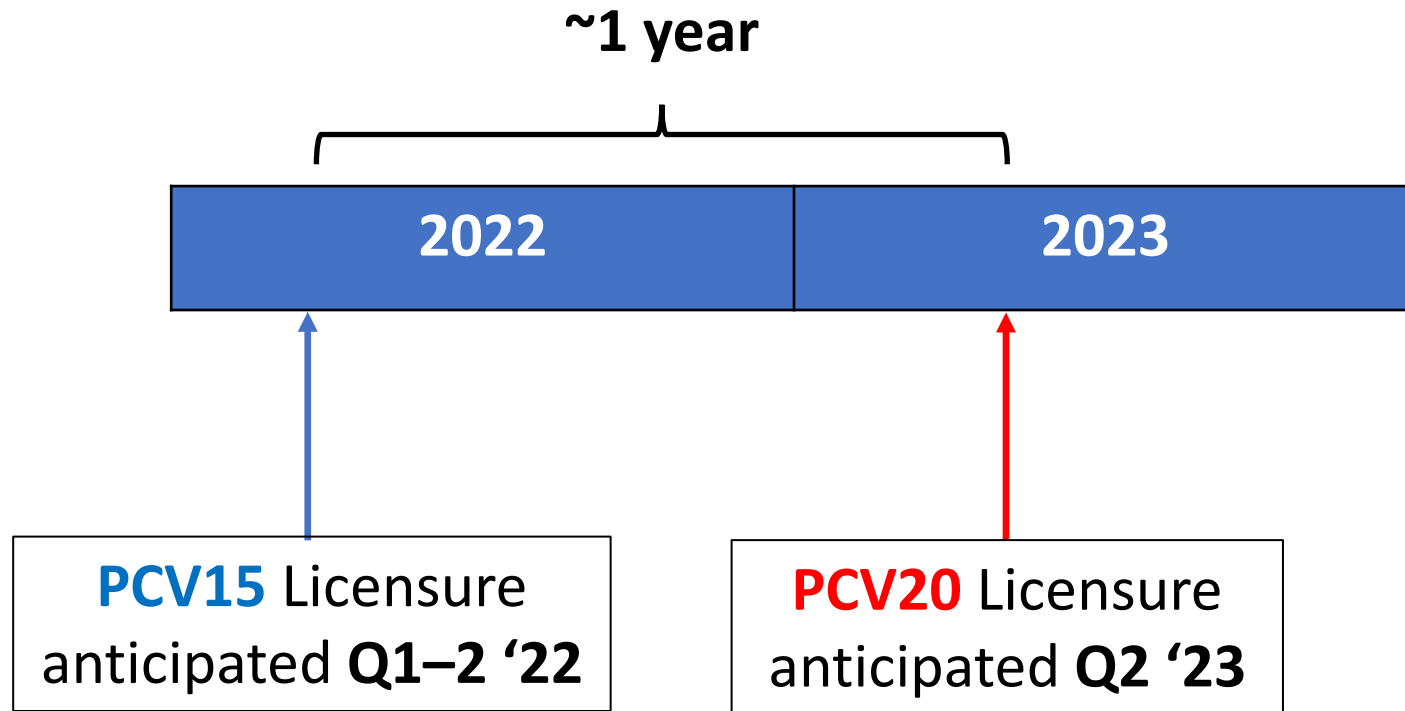 ~1 year
2022
2023
PCV15 Licensure
anticipated Q1–2 ‘22
PCV20 Licensure
anticipated Q2 ‘23